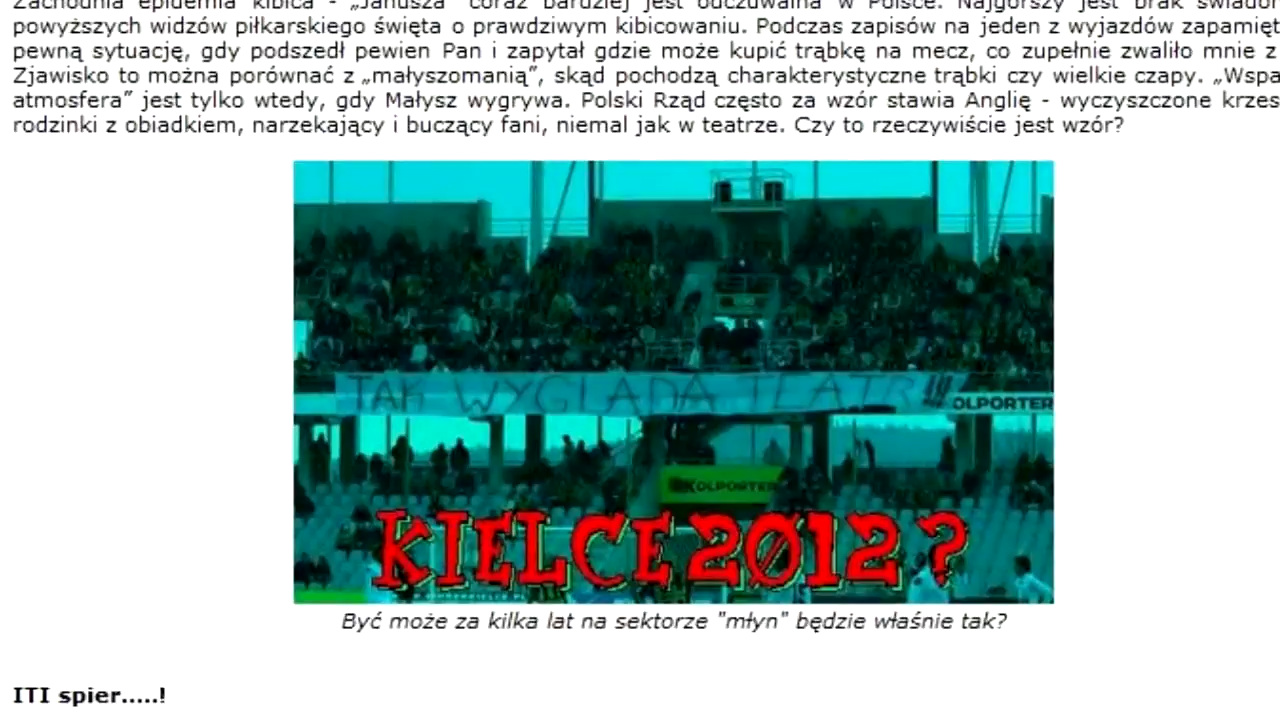 Zachodnia epidemia kibica - „Janusza" coraz bardziej jest odczuwalna w Polsce. Najgorszy jest brak
powyższych widzów piłkarskiego święta o prawdziwym kibicowaniu. Podczas zapisów na jeden z wyjazdów
pewną sytuację, gdy podszedł pewien Pan i zapytał gdzie może kupić trąbkę na mecz, co zupełnie zwaliło mnie z
Zjawisko to można porównać z „małyszomanią”, skąd pochodzą charakterystyczne trąbki czy wielkie czapy.
atmosfera” jest tylko wtedy, gdy Małysz wygrywa. Polski Rząd często za wzór stawia Anglię - wyczyszczone
rodzinki z obiadkiem, narzekający i buczący fani, niemal jak w teatrze. Czy to rzeczywiście jest wzór?
TAK WYGLĄDA TEATR!!!
OLPORTER
KOLPORTER
KIELCE 2012?
Być może za kilka lat na sektorze "młyn" będzie właśnie tak?
ITI spier.....!